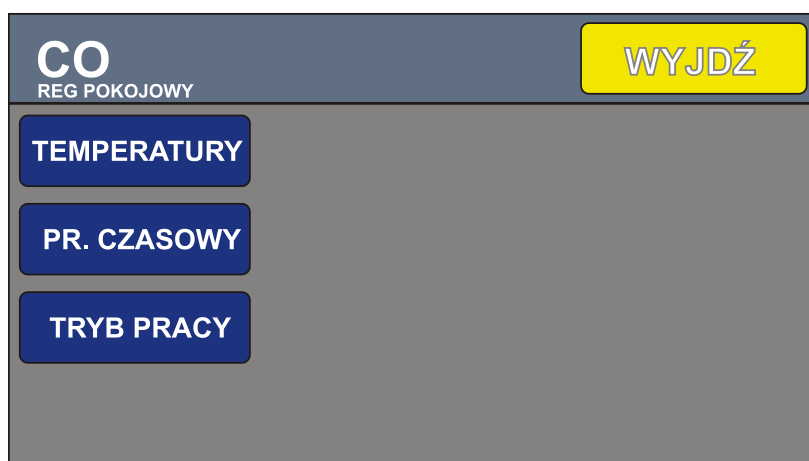 CO
REG POKOJOWY
WYJDŹ
TEMPERATURY
PR. CZASOWY
TRYB PRACY